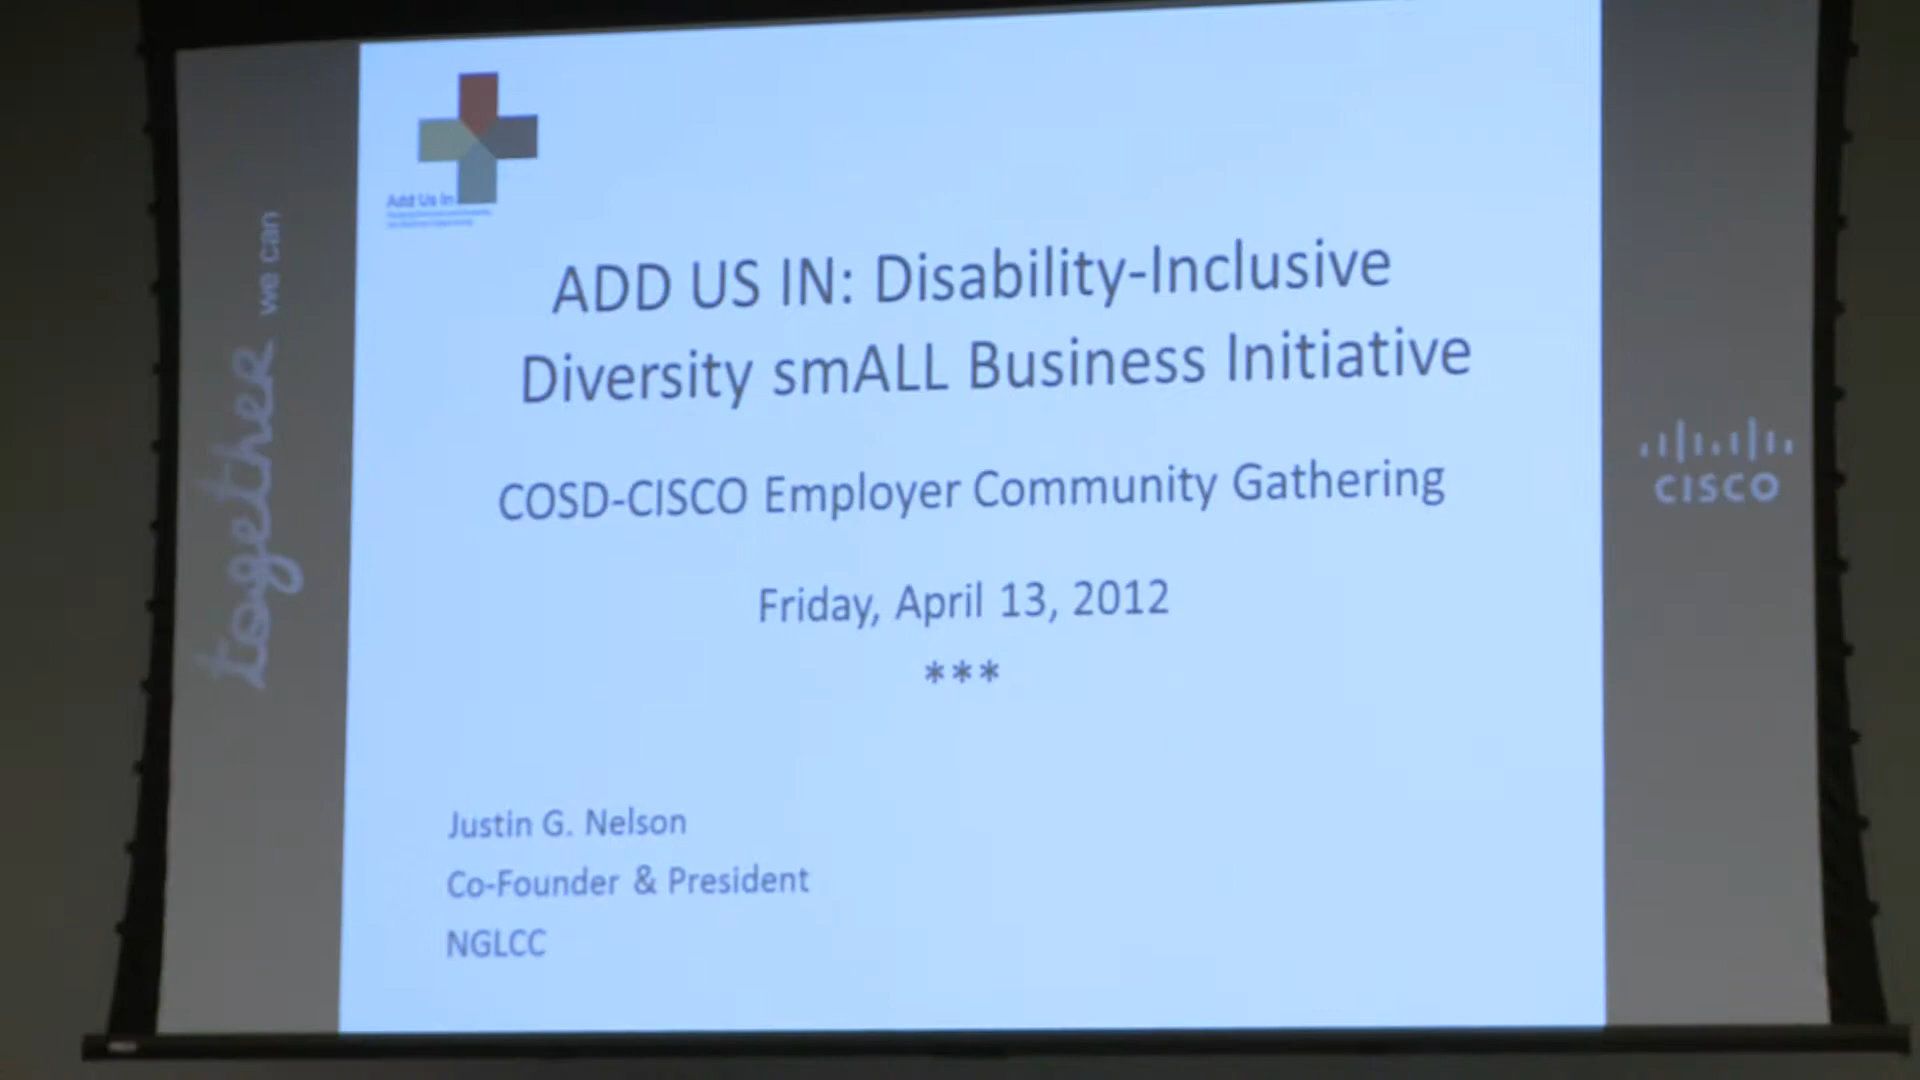 together we can
Add Us In
ADD US IN: Disability-Inclusive
Diversity smALL Business Initiative
COSD-CISCO Employer Community Gathering
Friday, April 13, 2012
***
Justin G. Nelson
Co-Founder & President
NGLCC
CISCO